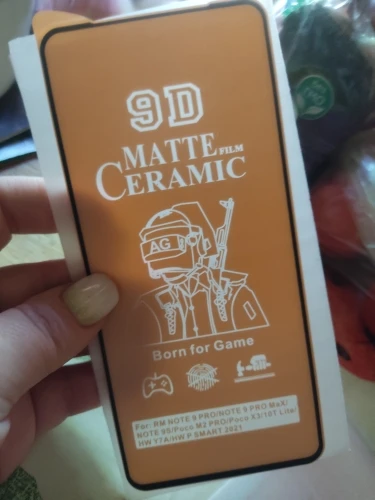 9D
MATTE FILM
CERAMIC
AG
Born for Game
For: RM NOTE 9 PRO/NOTE 9 PRO MaX/
NOTE 9S/Poco M2 PRO/Poco X3/10T Lite/
HW Y7A/HW P SMART 2021